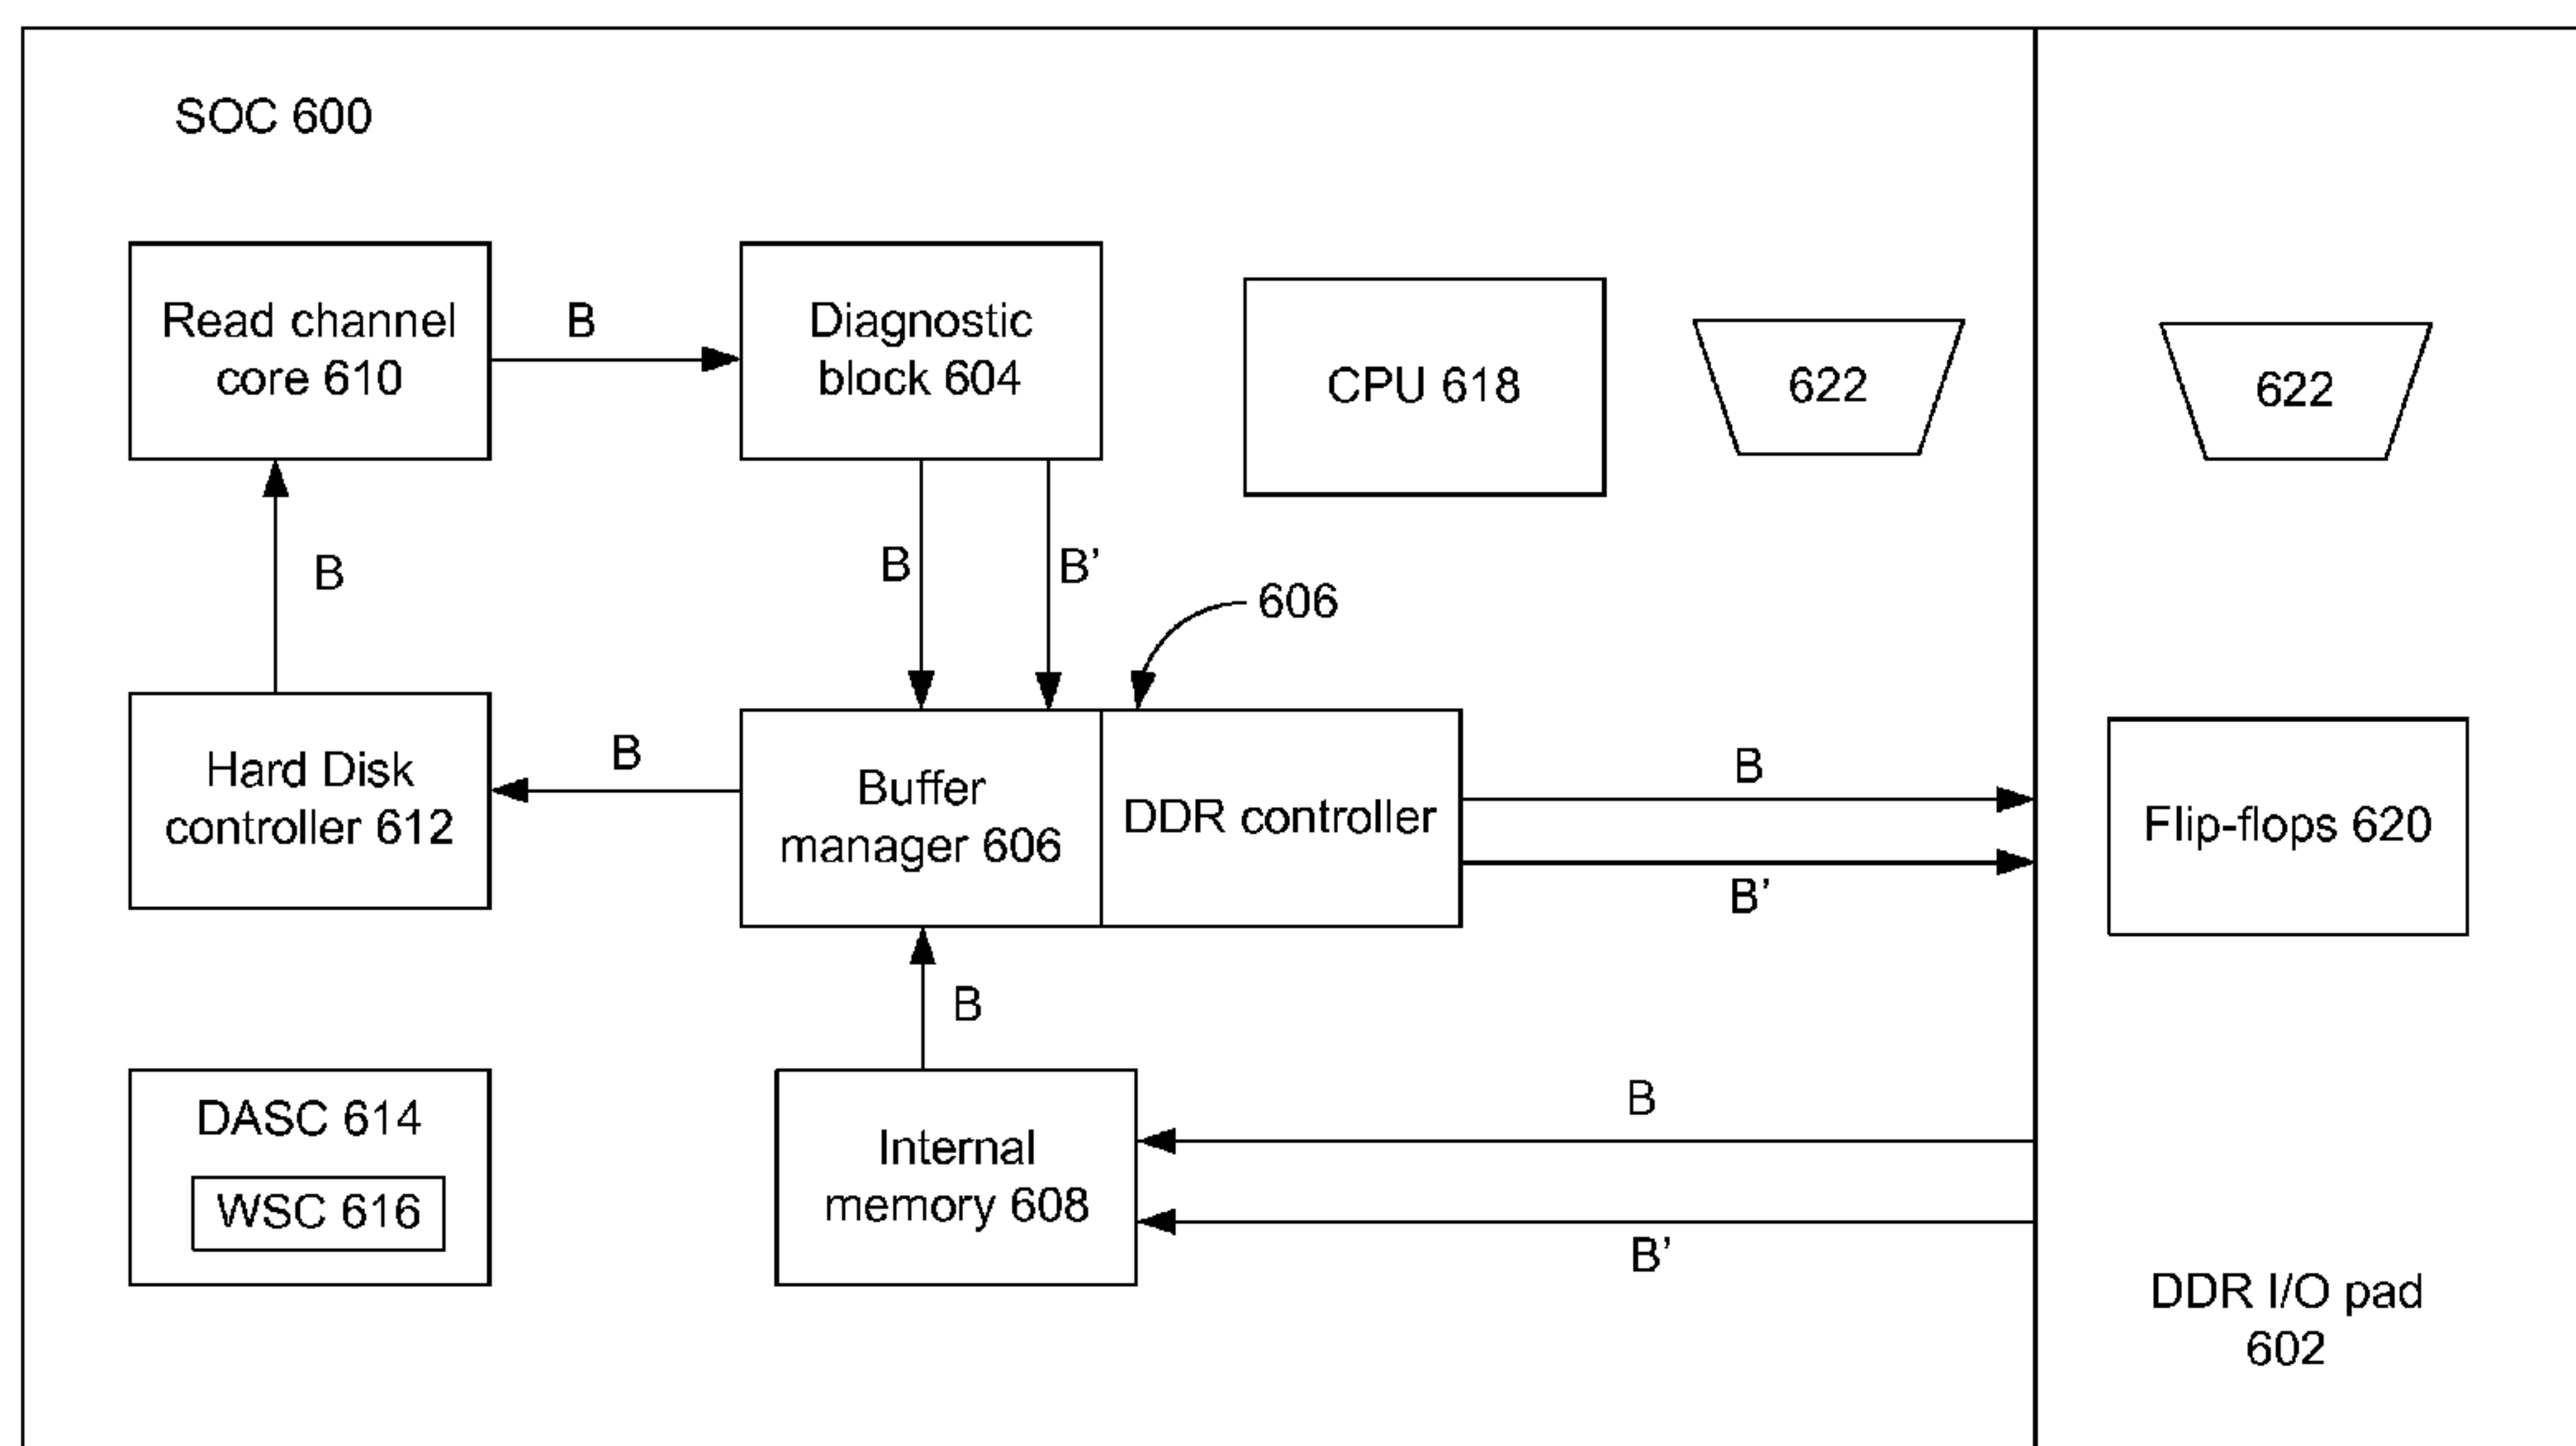 SOC 600
Read channel
core 610
B
Diagnostic
block 604
CPU 618
622
622
B
B
B’
606
Hard Disk
controller 612
B
Buffer
manager 606
DDR controller
B
B’
Flip-flops 620
B
DASC 614
WSC 616
Internal
memory 608
B
B’
DDR I/O pad
602